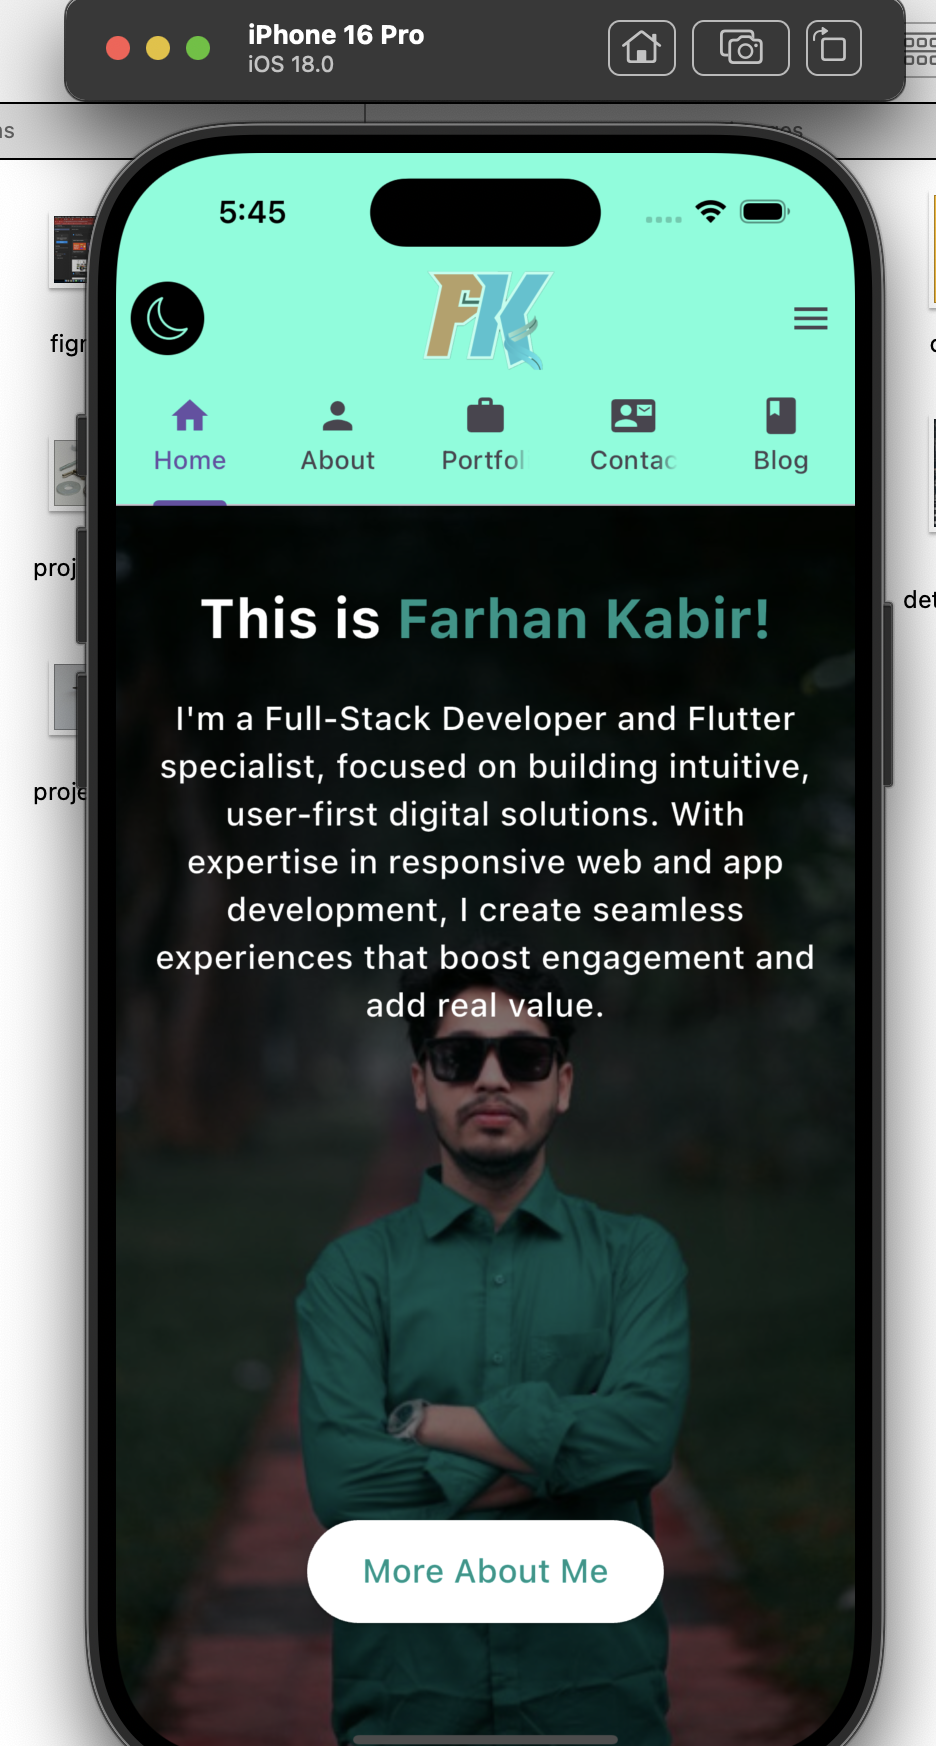 iPhone 16 Pro
iOS 18.0
5:45
FK
Home
About
Portfol
Contac
Blog
This is Farhan Kabir!
I'm a Full-Stack Developer and Flutter
specialist, focused on building intuitive,
user-first digital solutions. With
expertise in responsive web and app
development, I create seamless
experiences that boost engagement and
add real value.
More About Me
proj
proje
det